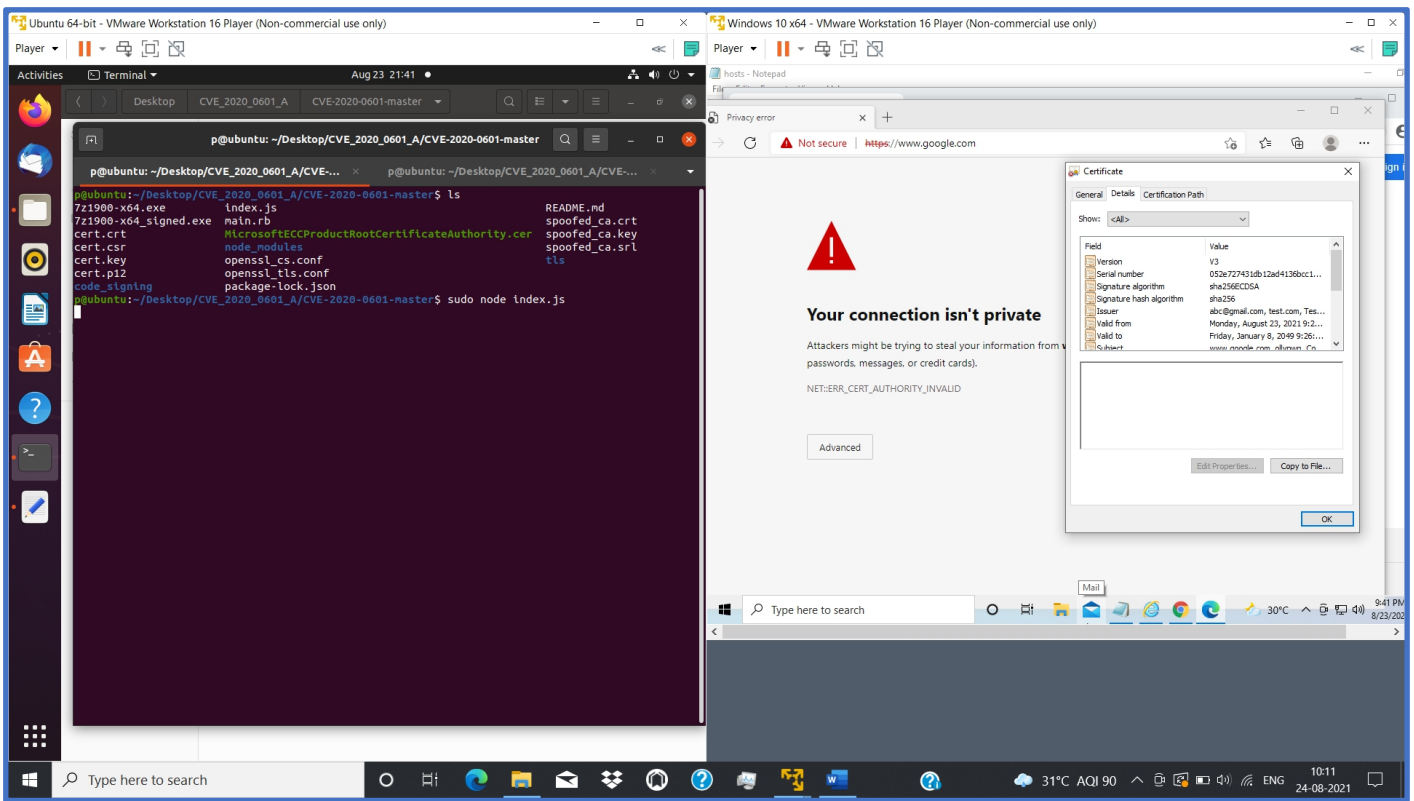 Ubuntu 64-bit - VMware Workstation 16 Player (Non-commercial use only)
Player
Activities
Terminal
Aug 23 21:41
Desktop
CVE_2020_0601_A
CVE-2020-0601-master
p@ubuntu: ~/Desktop/CVE_2020_0601_A/CVE-2020-0601-master
p@ubuntu: ~/Desktop/CVE_2020_0601_A/CVE-...
p@ubuntu: ~/Desktop/CVE_2020_0601_A/CVE-...
p@ubuntu:~/Desktop/CVE_2020_0601_A/CVE-2020-0601-master$ ls
7z1900-x64.exe index.js README.md
7z1900-x64_signed.exe main.rb spoofed_ca.crt
cert.crt MicrosoftECCProductRootCertificateAuthority.cer spoofed_ca.key
cert.csr node_modules spoofed_ca.srl
cert.key openssl_cs.conf tls
cert.p12 openssl_tls.conf
code_signing package-lock.json
p@ubuntu:~/Desktop/CVE_2020_0601_A/CVE-2020-0601-master$ sudo node index.js
Windows 10 x64 - VMware Workstation 16 Player (Non-commercial use only)
Player
hosts - Notepad
Privacy error
Not secure | https://www.google.com
Your connection isn't private
Attackers might be trying to steal your information from
passwords, messages, or credit cards).
NET::ERR_CERT_AUTHORITY_INVALID
Advanced
Certificate
General Details Certification Path
Show: <All>
Field Value
Version V3
Serial number 052e727431db12ad4136bcc1...
Signature algorithm sha256ECDSA
Signature hash algorithm sha256
Issuer abc@gmail.com, test.com, Tes...
Valid from Monday, August 23, 2021 9:2...
Valid to Friday, January 8, 2049 9:26:...
Subject www.google.com, ollypwn, Co...
Edit Properties... Copy to File...
OK
Mail
Type here to search
30°C
9:41 PM
8/23/202
Type here to search
31°C AQI 90
ENG
10:11
24-08-2021